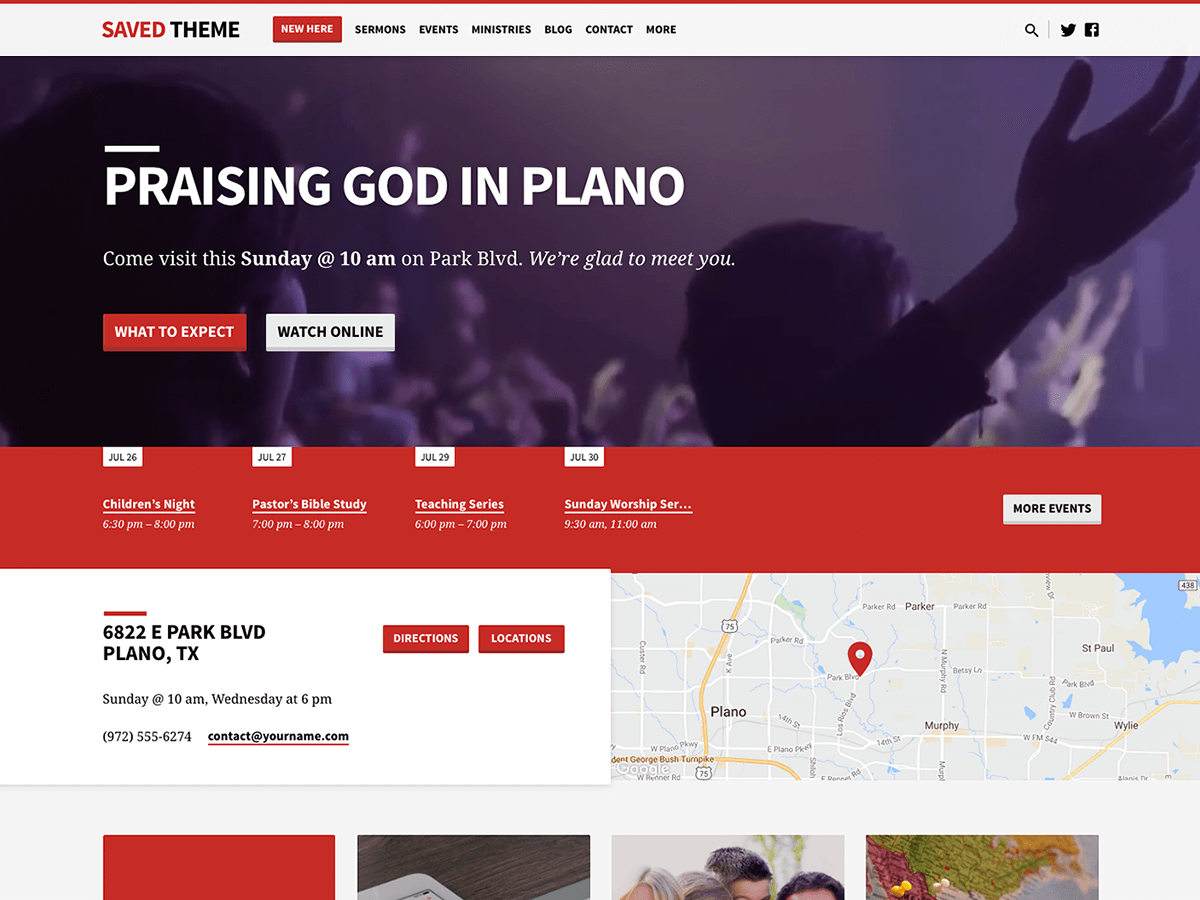 SAVED THEME
NEW HERE
SERMONS
EVENTS
MINISTRIES
BLOG
CONTACT
MORE
PRAISING GOD IN PLANO
Come visit this Sunday @ 10 am on Park Blvd. We're glad to meet you.
WHAT TO EXPECT
WATCH ONLINE
JUL 26
Children's Night
6:30 pm – 8:00 pm
JUL 27
Pastor's Bible Study
7:00 pm – 8:00 pm
JUL 29
Teaching Series
6:00 pm – 7:00 pm
JUL 30
Sunday Worship Ser…
9:30 am, 11:00 am
MORE EVENTS
6822 E PARK BLVD
PLANO, TX
DIRECTIONS
LOCATIONS
Sunday @ 10 am, Wednesday at 6 pm
(972) 555-6274
contact@yourname.com
438
Parker Rd
Parker
Parker Rd
75
Parker Rd
Custer Rd
K Ave
N Murphy Rd
St Paul
Betsy Ln
Park Blvd
Country Club Rd
Park Blvd
Plano
14th St
Los Rios Blvd
Murphy
W Brown St
Wylie
W FM 544
14th St
W Plano Pkwy
E Plano Pkwy
dent George Bush Turnpike
Google
W Renner Rd
75
E Renner Rd